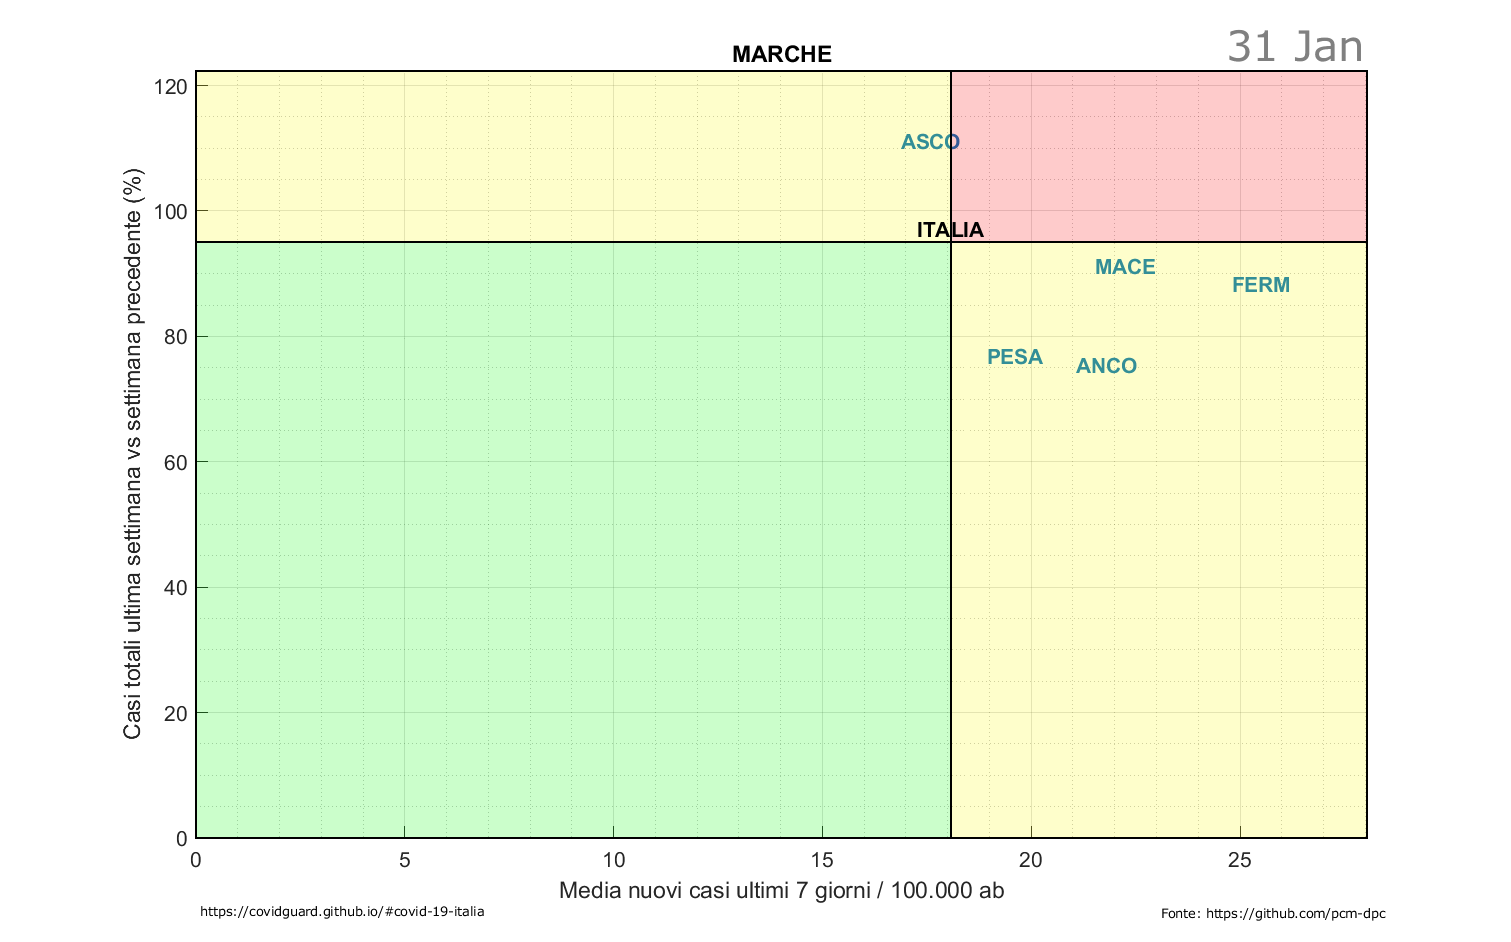 31 Jan
MARCHE
120
100
80
60
40
20
0
Casi totali ultima settimana vs settimana precedente (%)
ASCO
ITALIA
MACE
FERM
PESA
ANCO
0 5 10 15 20 25
Media nuovi casi ultimi 7 giorni / 100.000 ab
https://covidguard.github.io/#covid-19-italia
Fonte: https://github.com/pcm-dpc